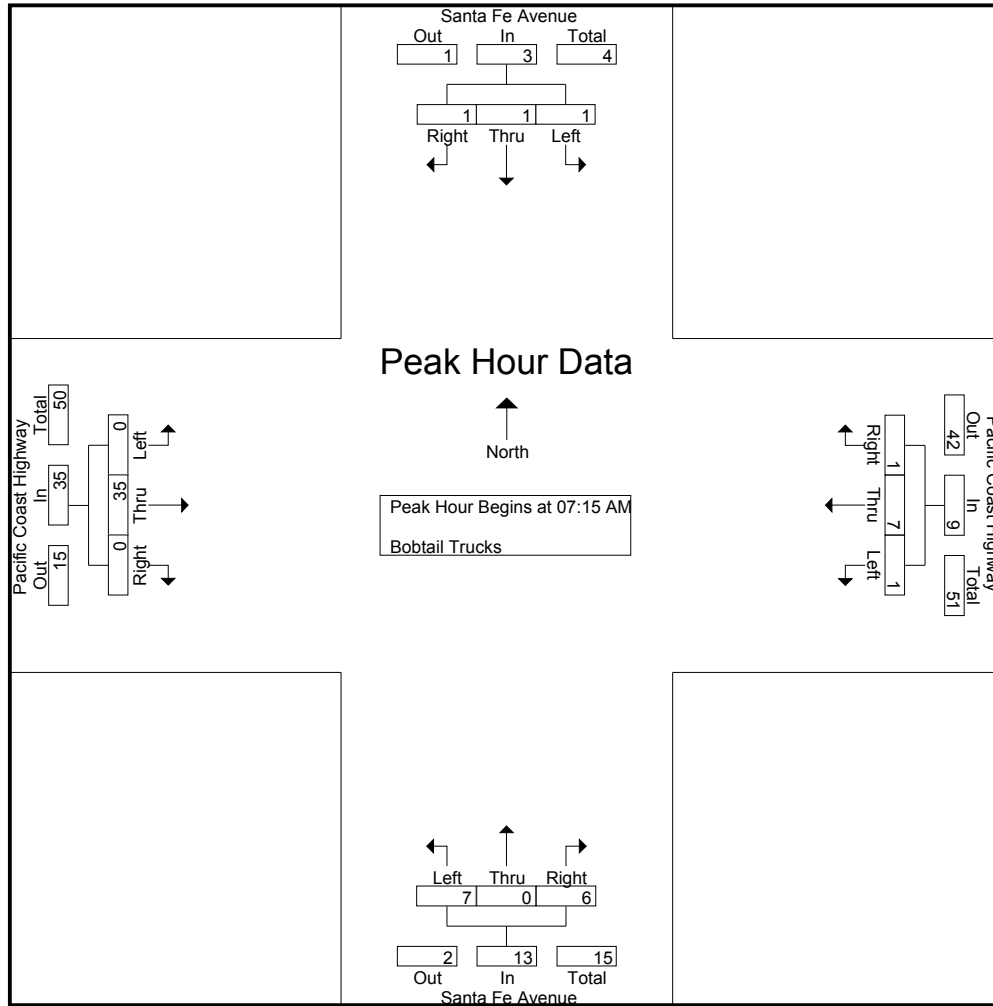 Santa Fe Avenue
Out In Total
1 3 4
1 1 1
Right Thru Left
Peak Hour Data
North
Peak Hour Begins at 07:15 AM
Bobtail Trucks
Pacific Coast Highway
Total In Out
50 35 15
0 35 0
Left Thru Right
Right Thru Left
1 7 1
42 9 51
Out In Total
Pacific Coast Highway
Left Thru Right
7 0 6
2 13 15
Out In Total
Santa Fe Avenue